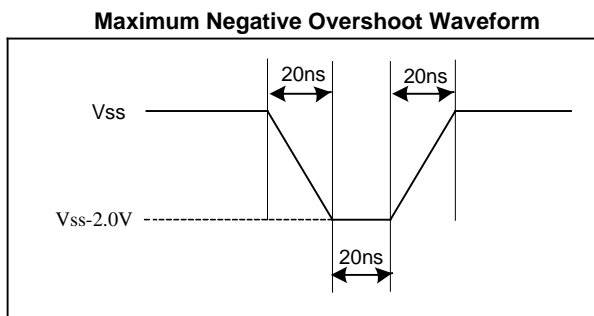 Maximum Negative Overshoot Waveform
20ns 20ns
Vss
Vss-2.0V
20ns